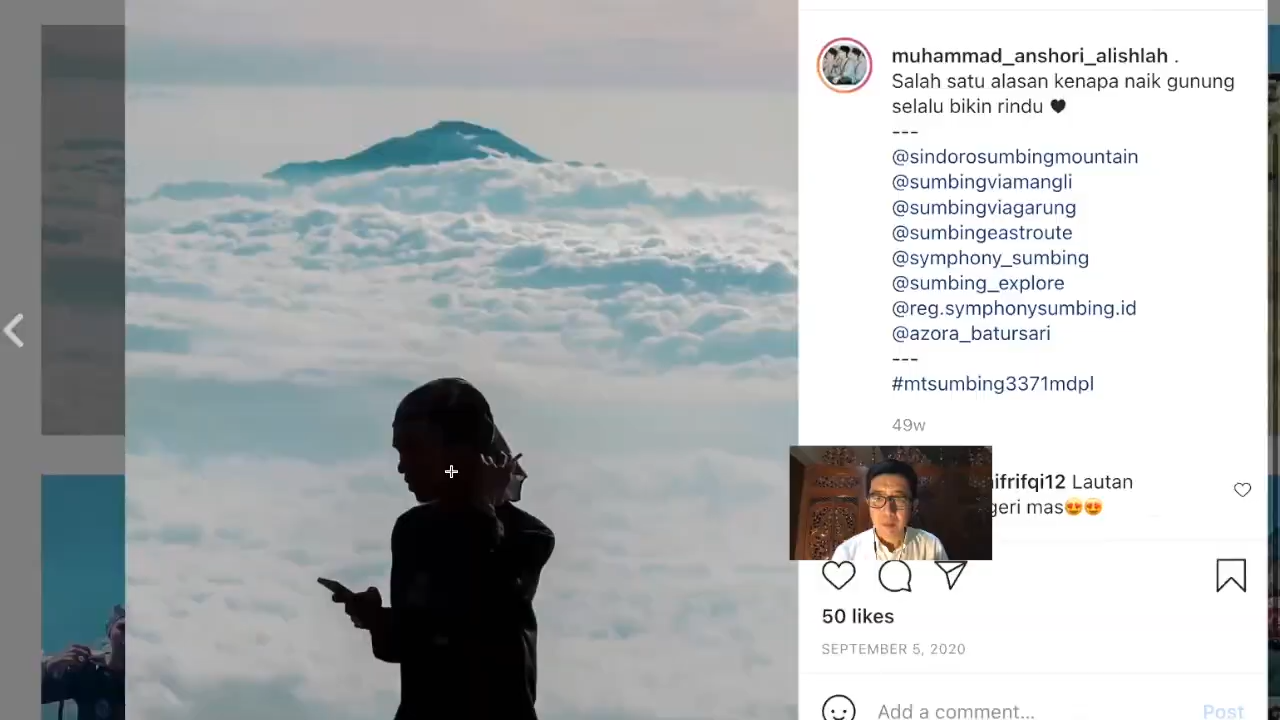 muhammad_anshori_alishlah .
Salah satu alasan kenapa naik gunung
selalu bikin rindu 🖤
---
@sindorosumbingmountain
@sumbingviamangli
@sumbingviagarung
@sumbingeastroute
@symphony_sumbing
@sumbing_explore
@reg.symphonysumbing.id
@azora_batursari
---
#mtsumbing3371mdpl
49w
ifrifqi12 Lautan
geri mas😍😍
50 likes
SEPTEMBER 5, 2020
Add a comment...
Post